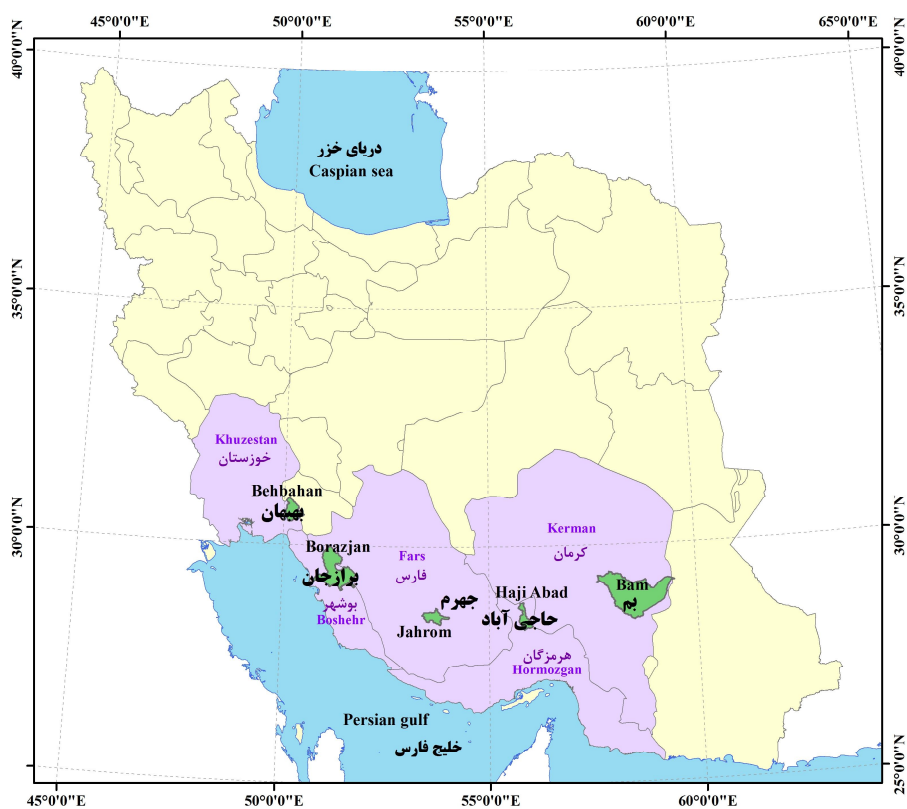 45°0'0"E
50°0'0"E
55°0'0"E
60°0'0"E
65°0'0"E
40°0'0"N
40°0'0"N
دریای خزر
Caspian sea
35°0'0"N
35°0'0"N
Khuzestan
خوزستان
Behbahan
بهبهان
30°0'0"N
30°0'0"N
Kerman
کرمان
Borazjan
برازجان
Fars
فارس
Bam
بم
Haji Abad
حاجی آباد
جهرم
Jahrom
بوشهر
Boshehr
هرمزگان
Hormozgan
Persian gulf
خلیج فارس
25°0'0"N
25°0'0"N
45°0'0"E
50°0'0"E
55°0'0"E
60°0'0"E